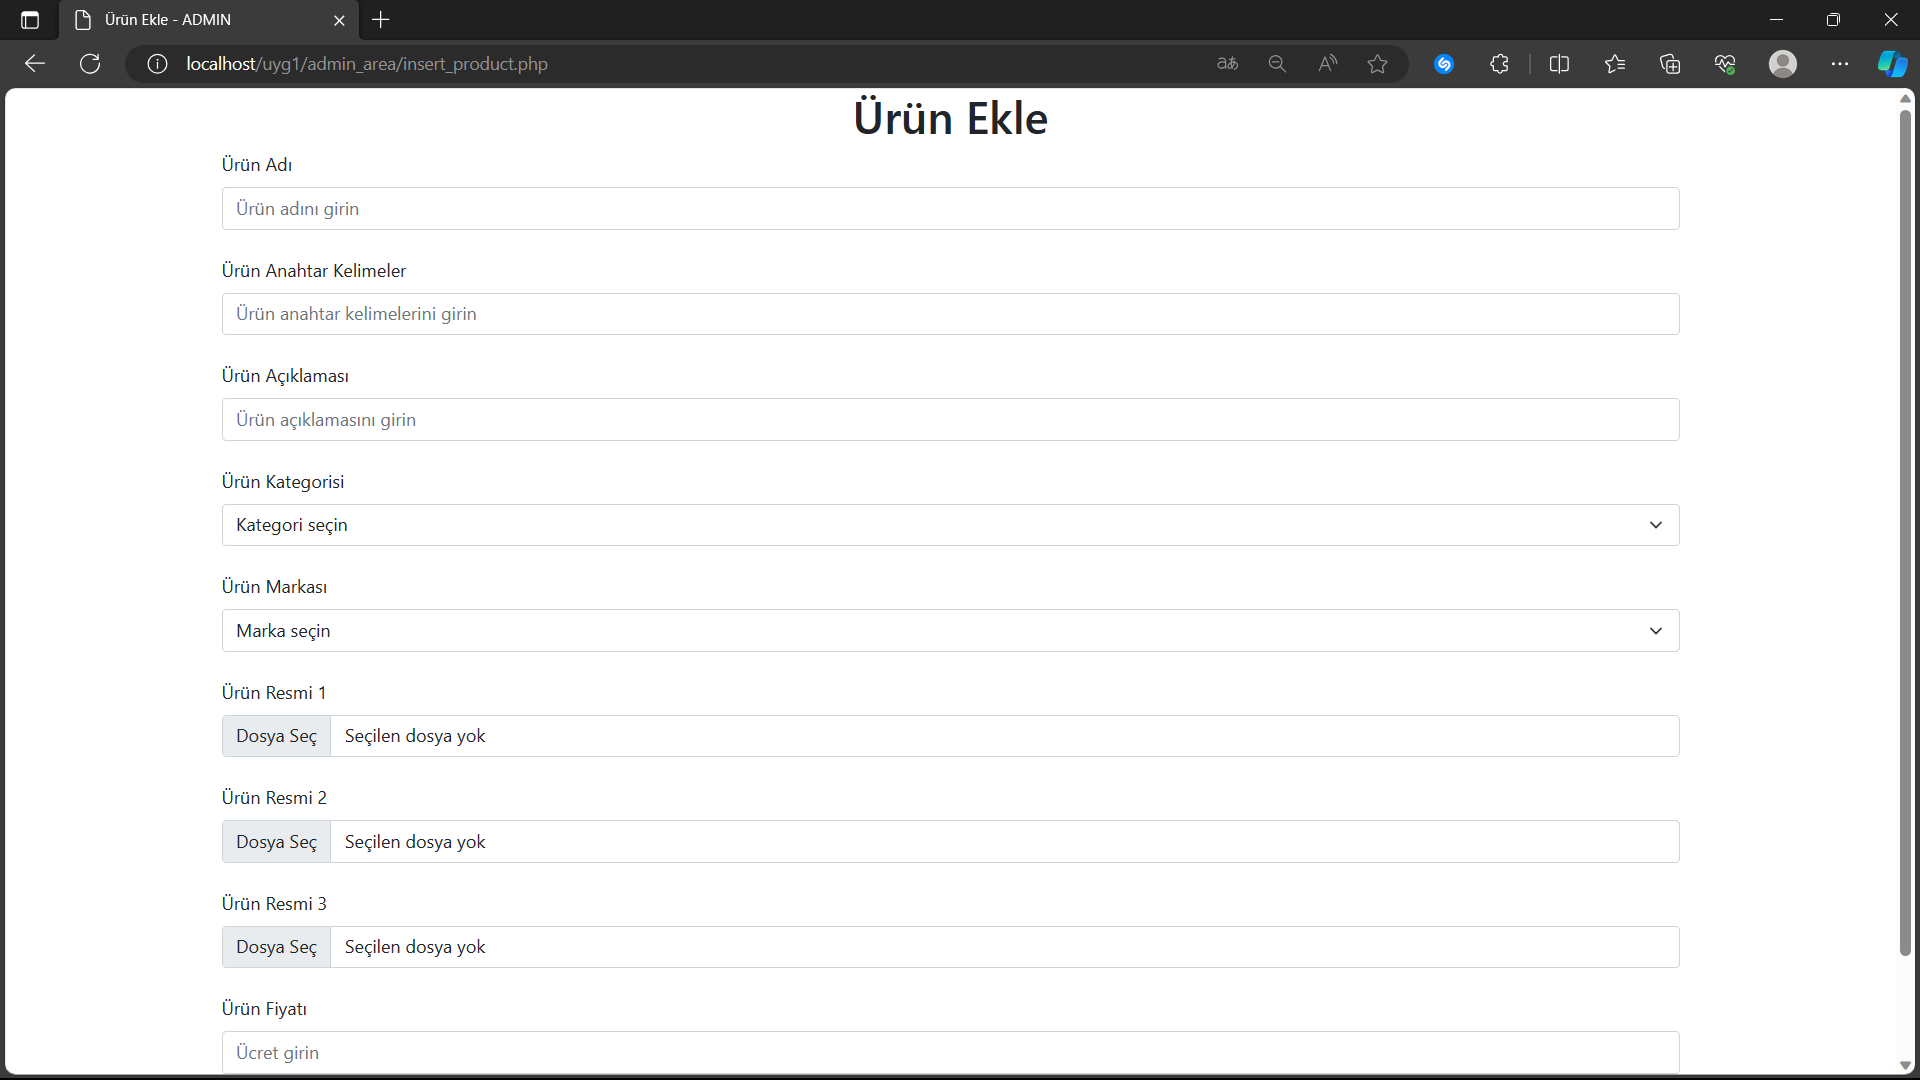 Ürün Ekle - ADMIN
localhost/uyg1/admin_area/insert_product.php
Ürün Ekle
Ürün Adı
Ürün adını girin
Ürün Anahtar Kelimeler
Ürün anahtar kelimelerini girin
Ürün Açıklaması
Ürün açıklamasını girin
Ürün Kategorisi
Kategori seçin
Ürün Markası
Marka seçin
Ürün Resmi 1
Dosya Seç Seçilen dosya yok
Ürün Resmi 2
Dosya Seç Seçilen dosya yok
Ürün Resmi 3
Dosya Seç Seçilen dosya yok
Ürün Fiyatı
Ücret girin